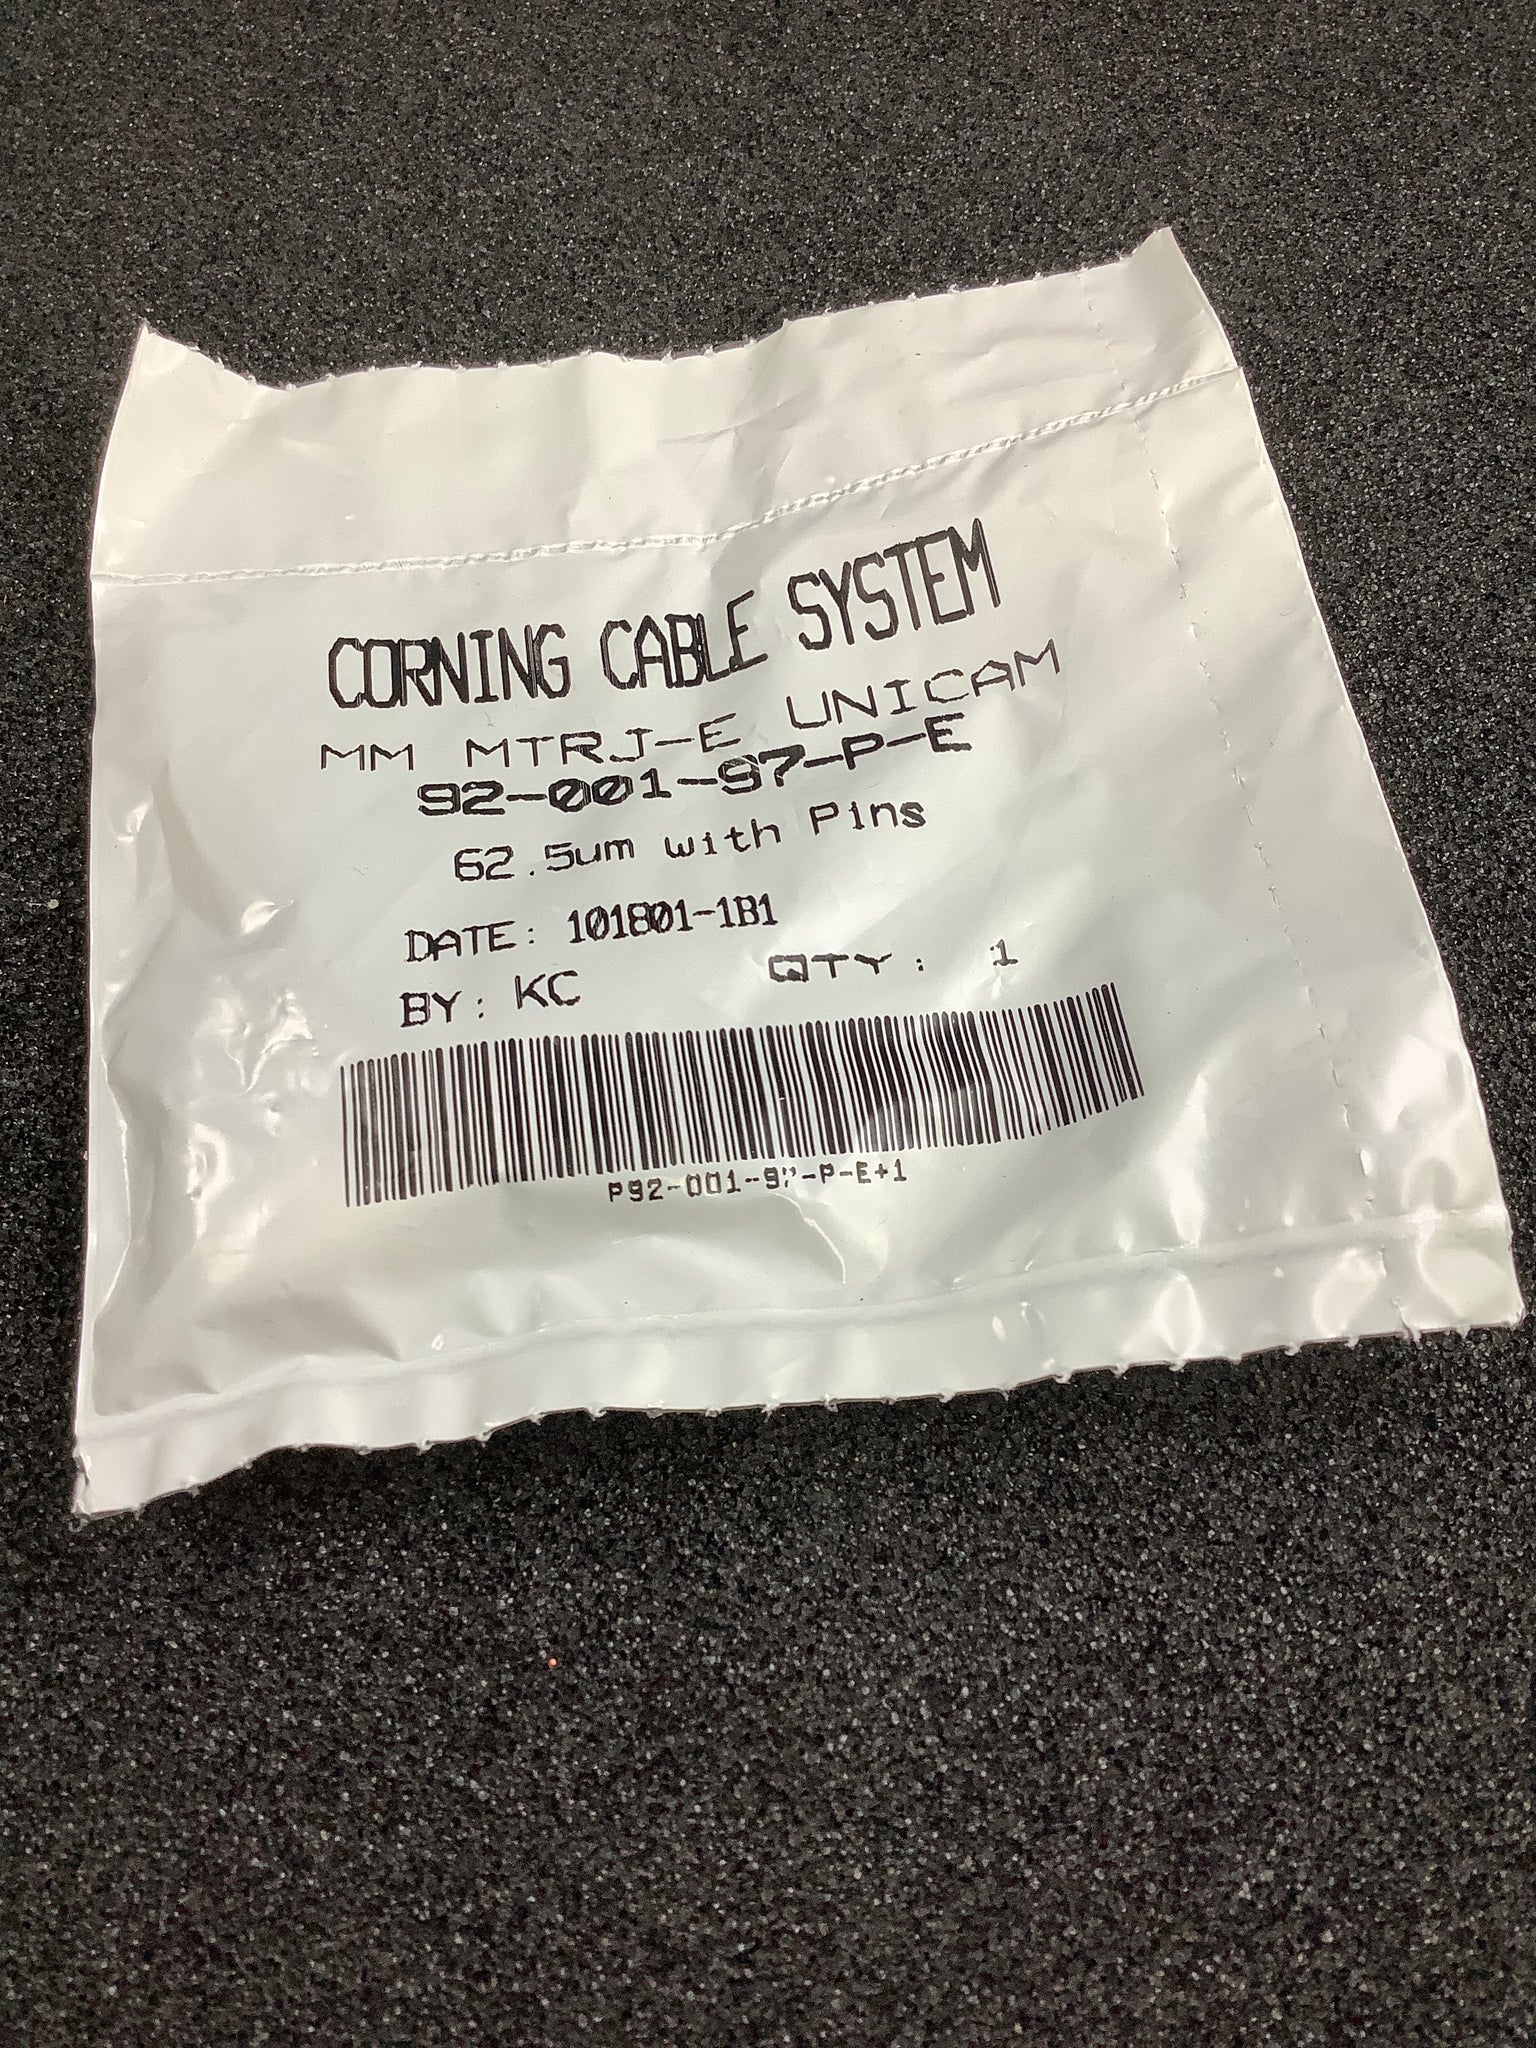 CORNING CABLE SYSTEM
MM MTRJ-E UNICAM
92-001-97-P-E
62.5um with Pins
DATE: 101801-1B1
BY: KC QTY: 1
P92-001-97-P-E+1